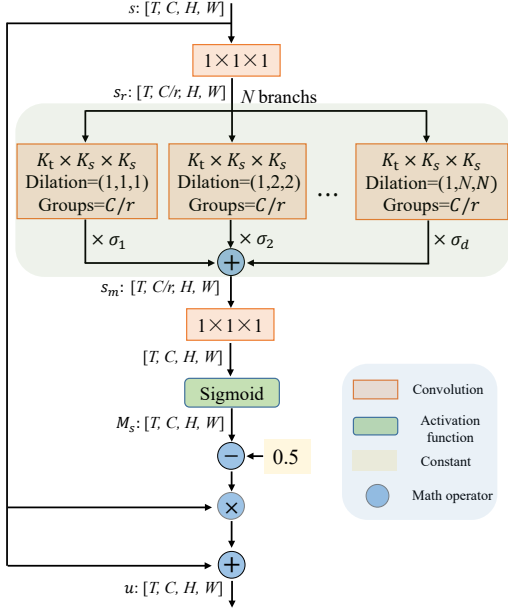 s: [T, C, H, W]
1×1×1
s_r: [T, C/r, H, W]
N branchs
K_t × K_s × K_s
Dilation=(1,1,1)
Groups=C/r
K_t × K_s × K_s
Dilation=(1,2,2)
Groups=C/r
...
K_t × K_s × K_s
Dilation=(1,N,N)
Groups=C/r
× σ_1
× σ_2
× σ_d
+
s_m: [T, C/r, H, W]
1×1×1
[T, C, H, W]
Sigmoid
M_s: [T, C, H, W]
−
0.5
×
+
u: [T, C, H, W]
Convolution
Activation
function
Constant
Math operator